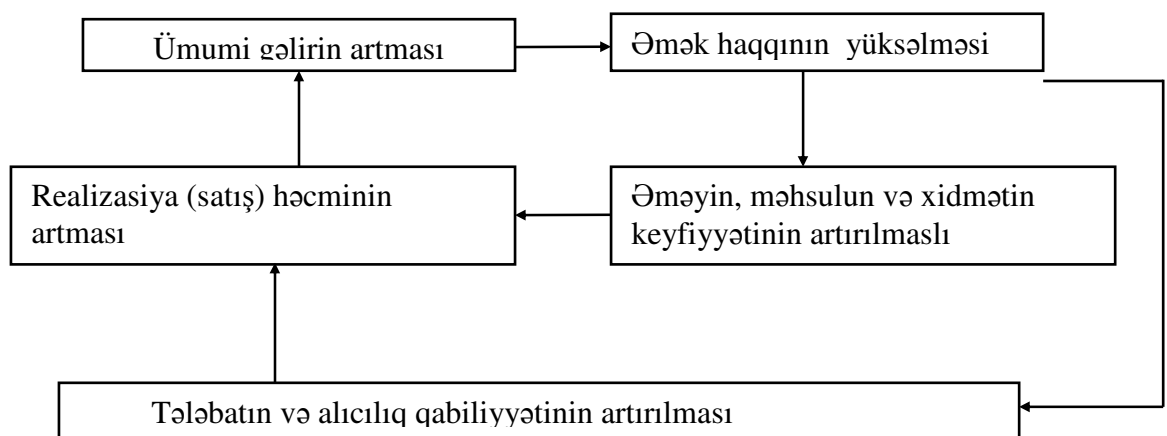 Ümumi gəlirin artması
Əmək haqqının yüksəlməsi
Realizasiya (satış) həcminin
artması
Əməyin, məhsulun və xidmətin
keyfiyyətinin artırılmaslı
Tələbatın və alıcılıq qabiliyyətinin artırılması